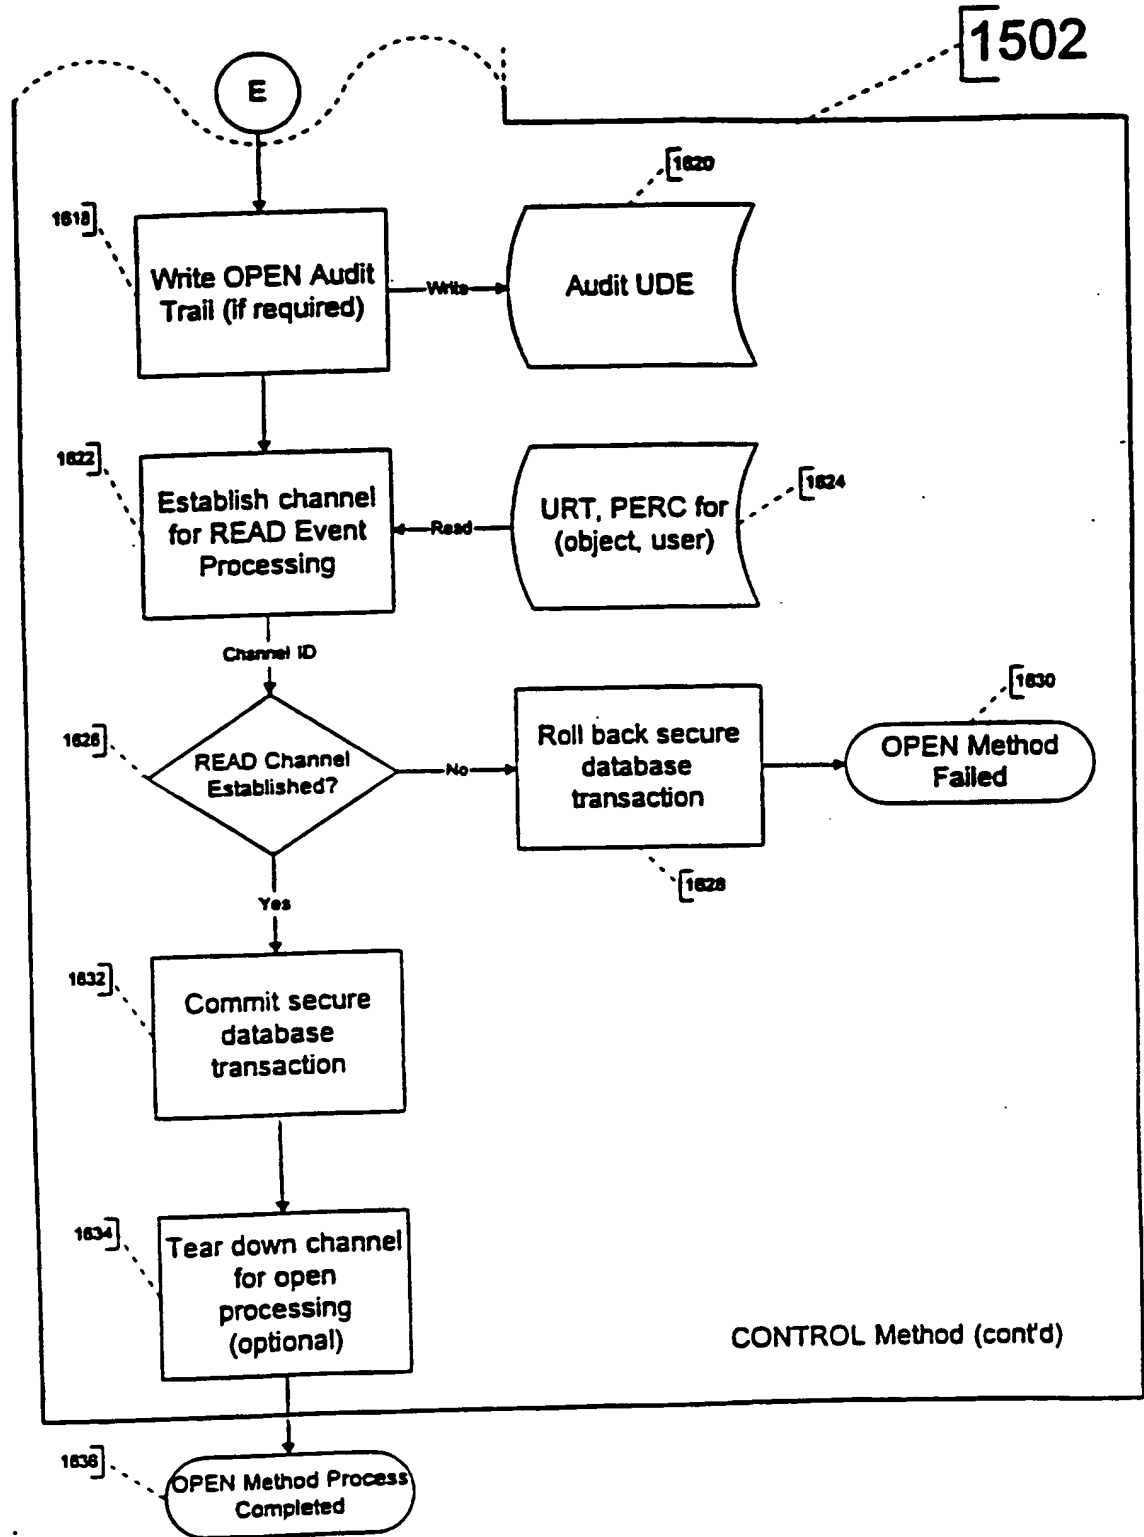 1502
E
1618
Write OPEN Audit
Trail (if required)
Write
1620
Audit UDE
1622
Establish channel
for READ Event
Processing
Read
URT, PERC for
(object, user)
1624
Channel ID
1626
READ Channel
Established?
No
Roll back secure
database
transaction
1628
1630
OPEN Method
Failed
Yes
1632
Commit secure
database
transaction
1634
Tear down channel
for open
processing
(optional)
CONTROL Method (cont'd)
1636
OPEN Method Process
Completed